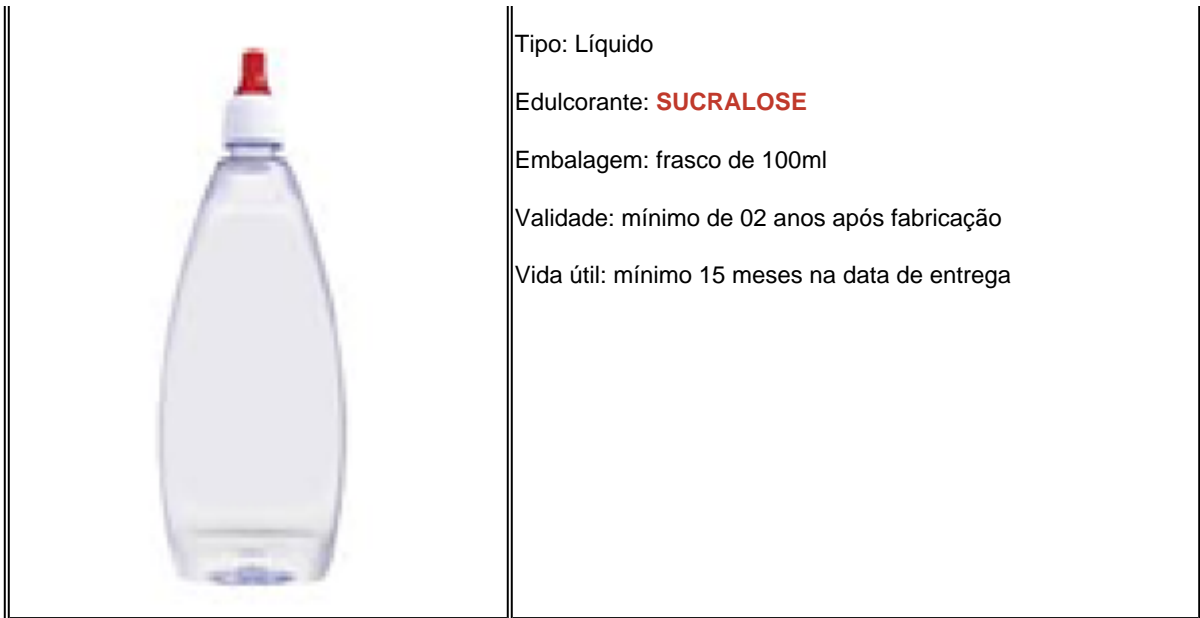 Tipo: Líquido
Edulcorante: SUCRALOSE
Embalagem: frasco de 100ml
Validade: mínimo de 02 anos após fabricação
Vida útil: mínimo 15 meses na data de entrega